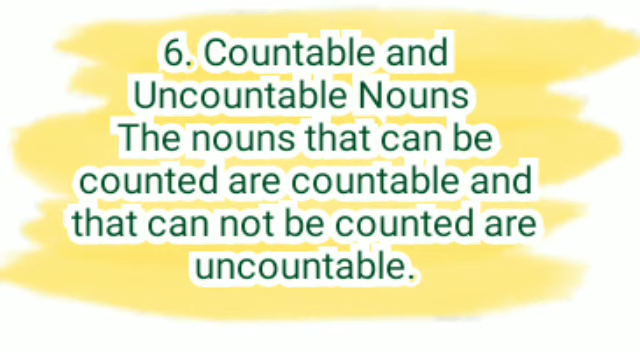 6. Countable and
Uncountable Nouns
The nouns that can be
counted are countable and
that can not be counted are
uncountable.